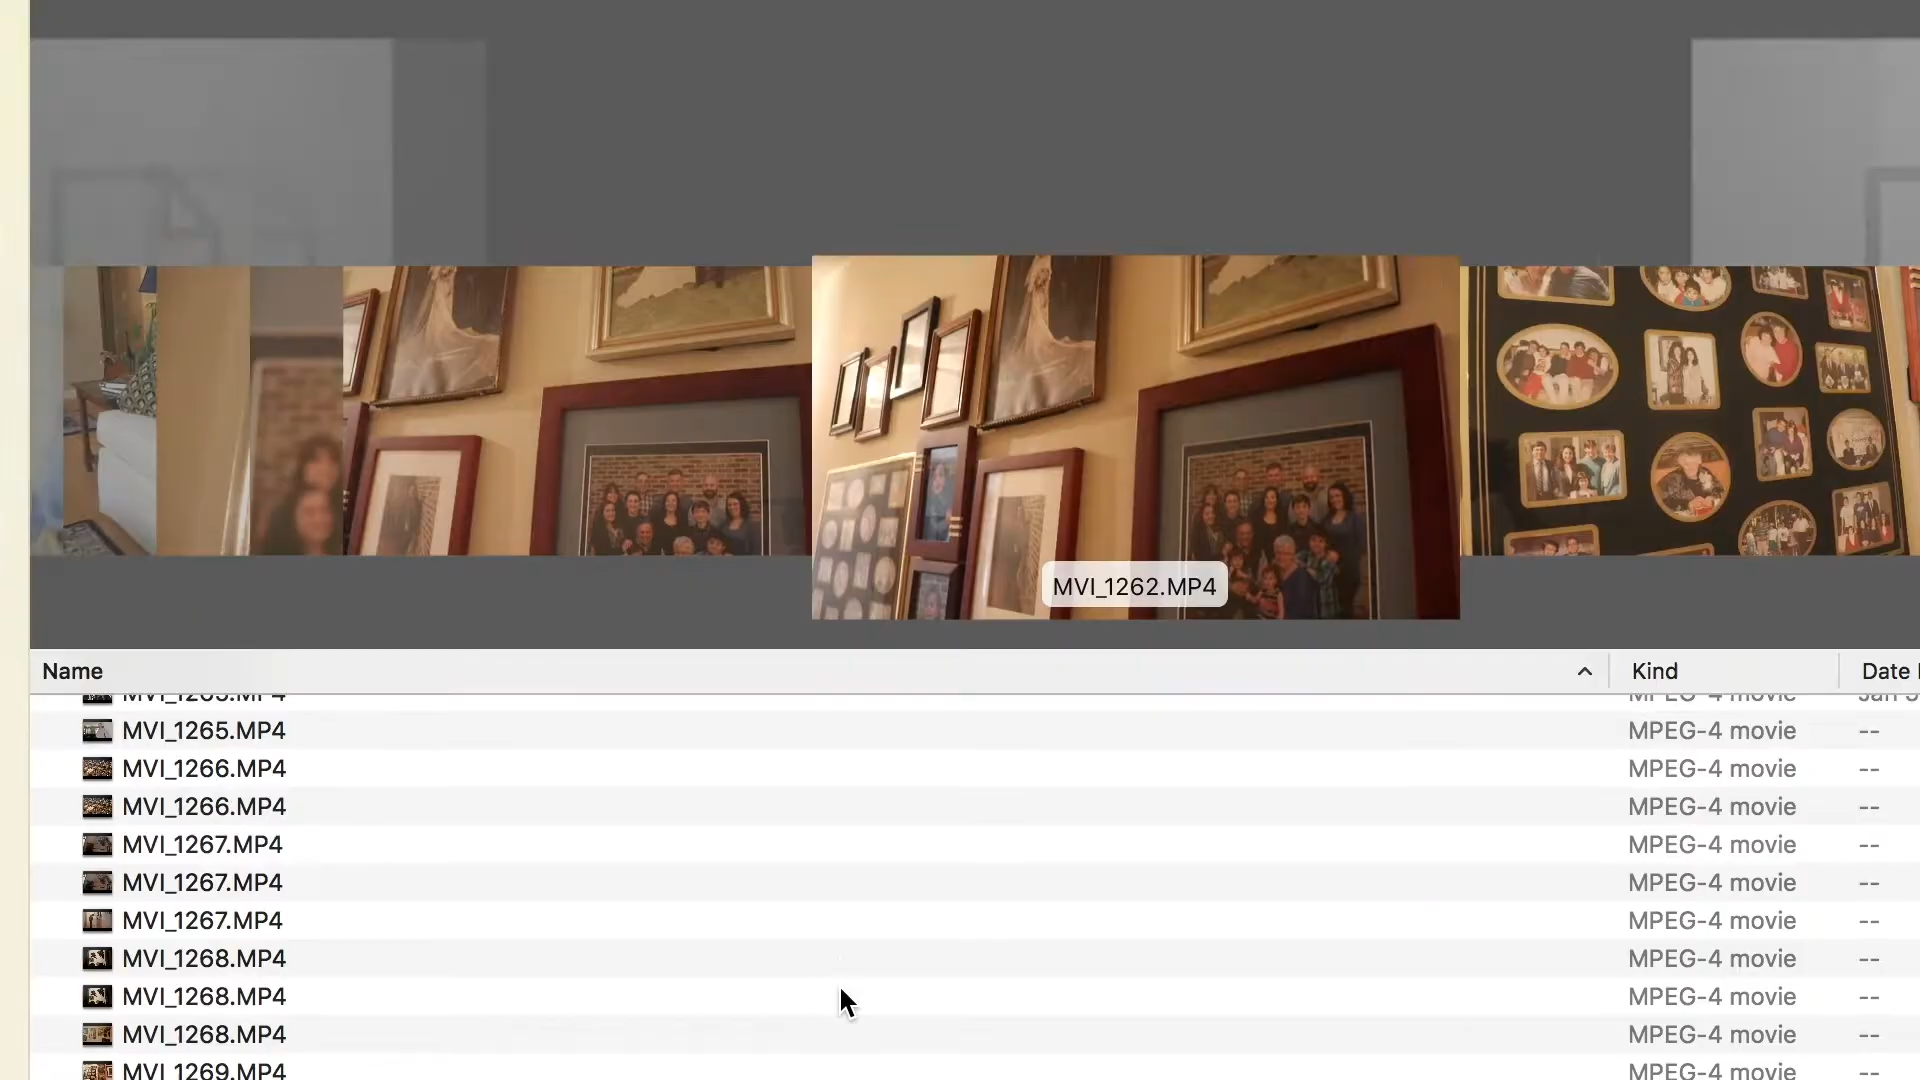 MVI_1262.MP4
Name Kind Date
MVI_1265.MP4 MPEG-4 movie --
MVI_1266.MP4 MPEG-4 movie --
MVI_1266.MP4 MPEG-4 movie --
MVI_1267.MP4 MPEG-4 movie --
MVI_1267.MP4 MPEG-4 movie --
MVI_1267.MP4 MPEG-4 movie --
MVI_1268.MP4 MPEG-4 movie --
MVI_1268.MP4 MPEG-4 movie --
MVI_1268.MP4 MPEG-4 movie --
MVI_1269.MP4 MPEG-4 movie --